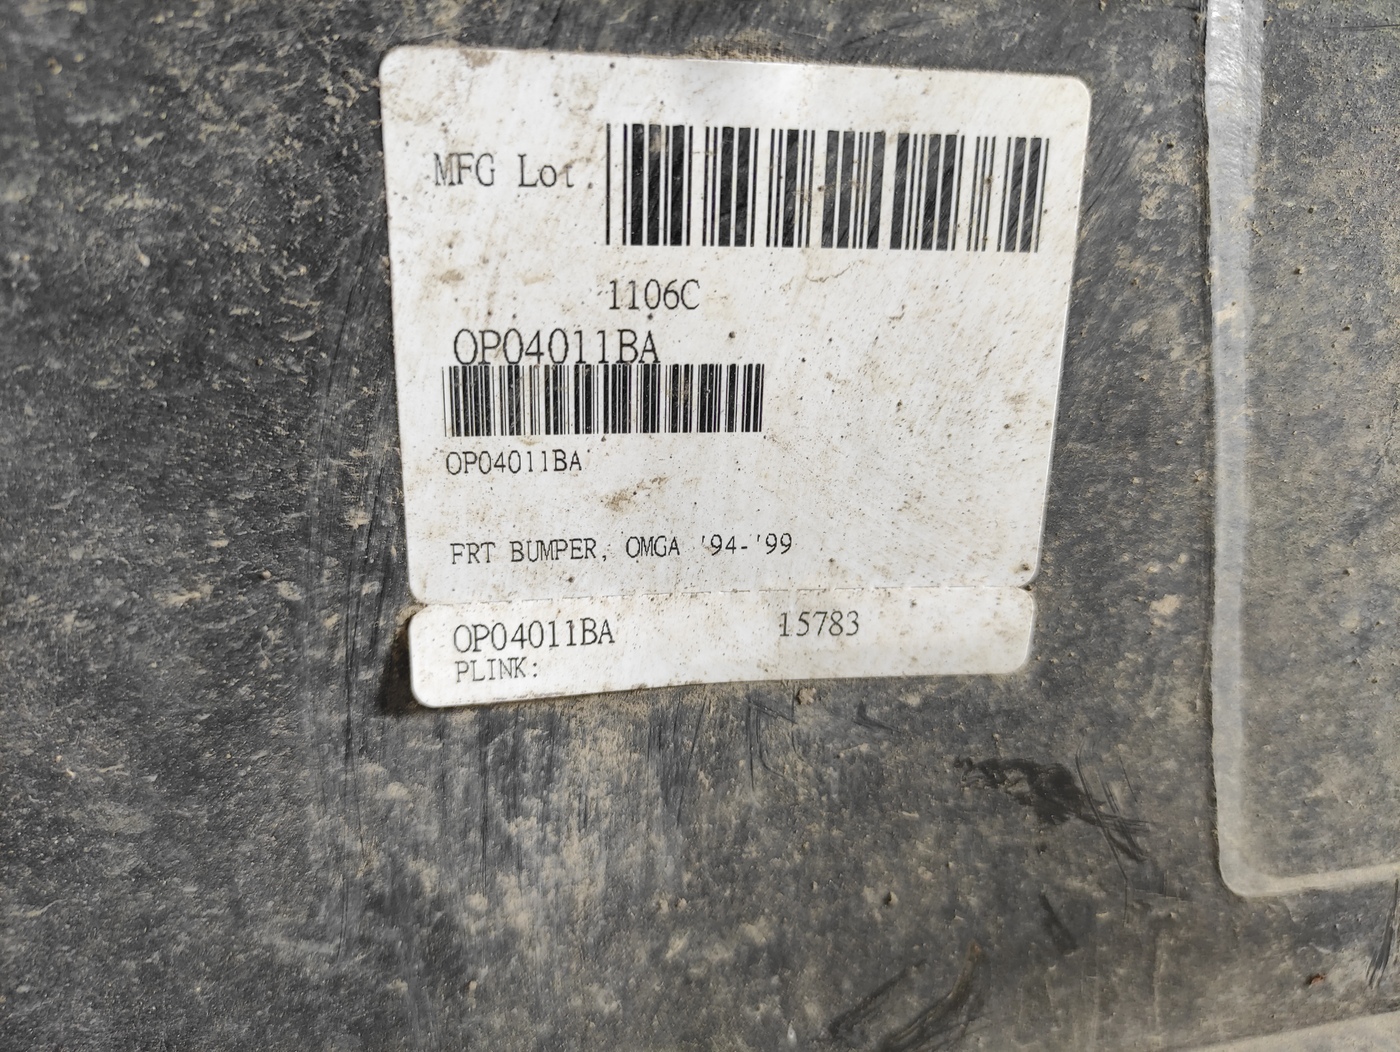 MFG Lot.
1106C
OP04011BA
OP04011BA
FRT BUMPER, OMGA '94-'99
OP04011BA 15783
PLINK: